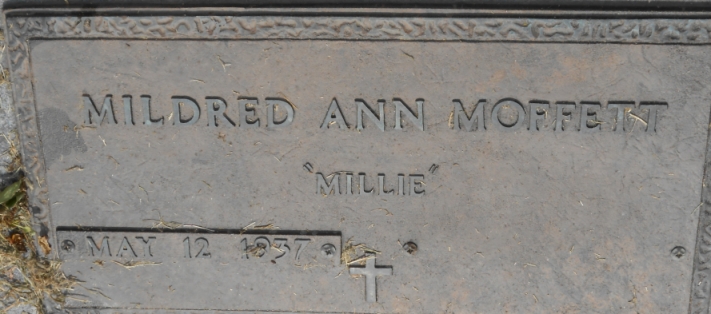 MILDRED ANN MOFFETT
"MILLIE"
MAY 12 1937